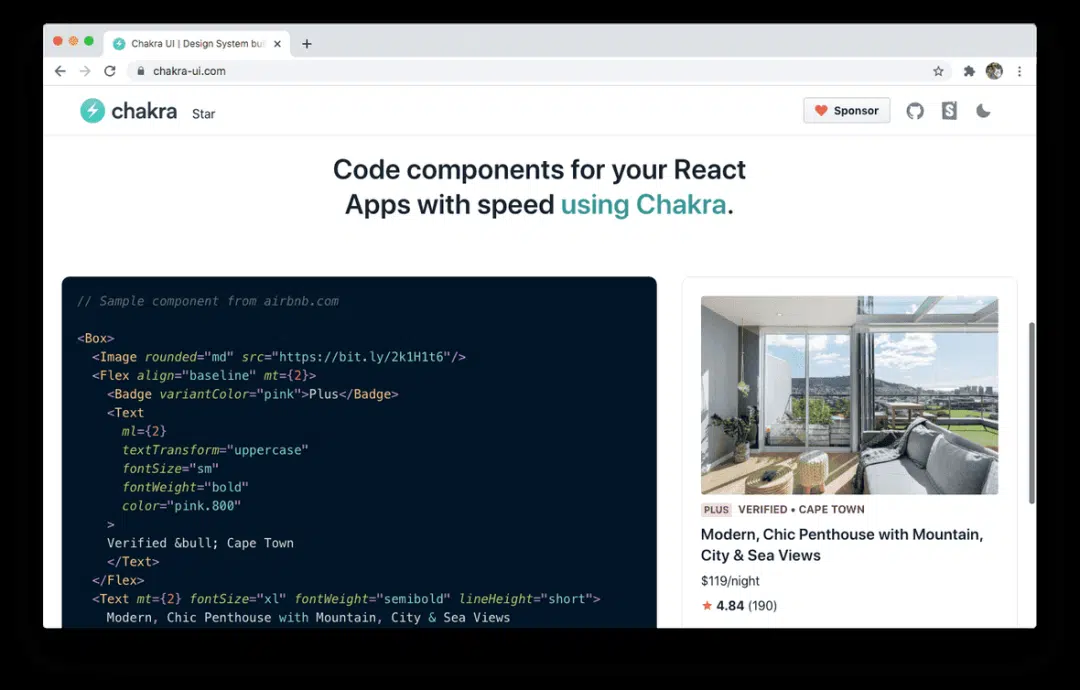 Chakra UI | Design System bui
chakra-ui.com
chakra Star
Sponsor
Code components for your React
Apps with speed using Chakra.
// Sample component from airbnb.com
<Box>
<Image rounded="md" src="https://bit.ly/2k1H1t6"/>
<Flex align="baseline" mt={2}>
<Badge variantColor="pink">Plus</Badge>
<Text
ml={2}
textTransform="uppercase"
fontSize="sm"
fontWeight="bold"
color="pink.800"
>
Verified &bull; Cape Town
</Text>
</Flex>
<Text mt={2} fontSize="xl" fontWeight="semibold" lineHeight="short">
Modern, Chic Penthouse with Mountain, City & Sea Views
PLUS VERIFIED • CAPE TOWN
Modern, Chic Penthouse with Mountain,
City & Sea Views
$119/night
4.84 (190)